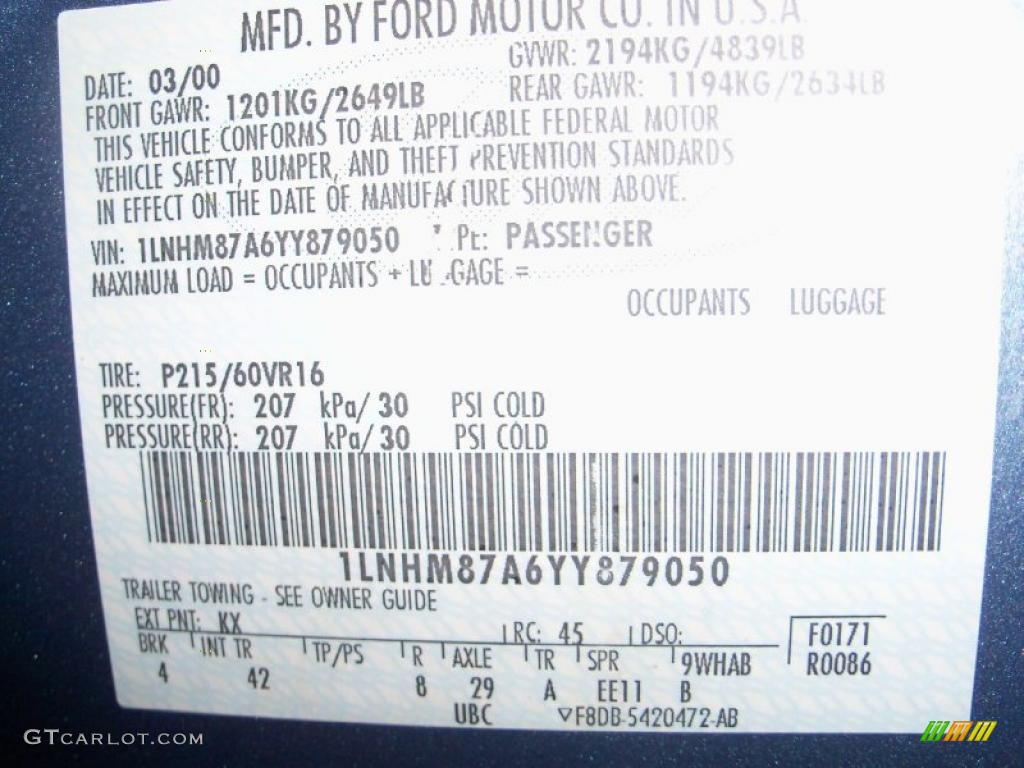 MFD. BY FORD MOTOR CO. IN U.S.A.
DATE: 03/00 GVWR: 2194KG/4839LB
FRONT GAWR: 1201KG/2649LB REAR GAWR: 1194KG/2634LB
THIS VEHICLE CONFORMS TO ALL APPLICABLE FEDERAL MOTOR
VEHICLE SAFETY, BUMPER, AND THEFT PREVENTION STANDARDS
IN EFFECT ON THE DATE OF MANUFACTURE SHOWN ABOVE.
VIN: 1LNHM87A6YY879050 PASSENGER
MAXIMUM LOAD = OCCUPANTS + LUGGAGE =
OCCUPANTS LUGGAGE
TIRE: P215/60VR16
PRESSURE(FR): 207 kPa/ 30 PSI COLD
PRESSURE(RR): 207 kPa/ 30 PSI COLD
1LNHM87A6YY879050
TRAILER TOWING - SEE OWNER GUIDE
EXT PNT: KX RC: 45 DSO: F0171
BRK INT TR TP/PS R AXLE TR SPR 9WHAB R0086
4 42 8 29 A EE11 B
UBC ▽F8DB-5420472-AB
GTCARLOT.COM